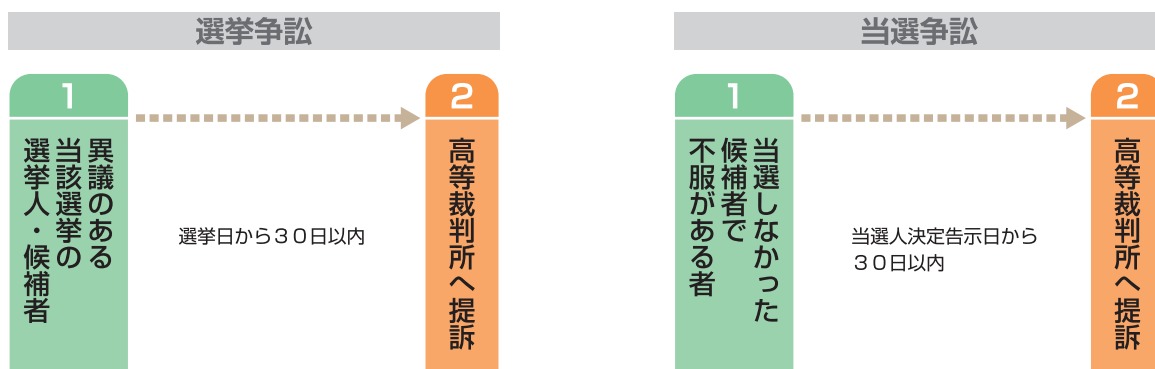 選挙争訟
1
異議のある
当該選挙の
選挙人・候補者
選挙日から３０日以内
2
高等裁判所へ提訴
当選争訟
1
当選しなかった
候補者で
不服がある者
当選人決定告示日から
３０日以内
2
高等裁判所へ提訴